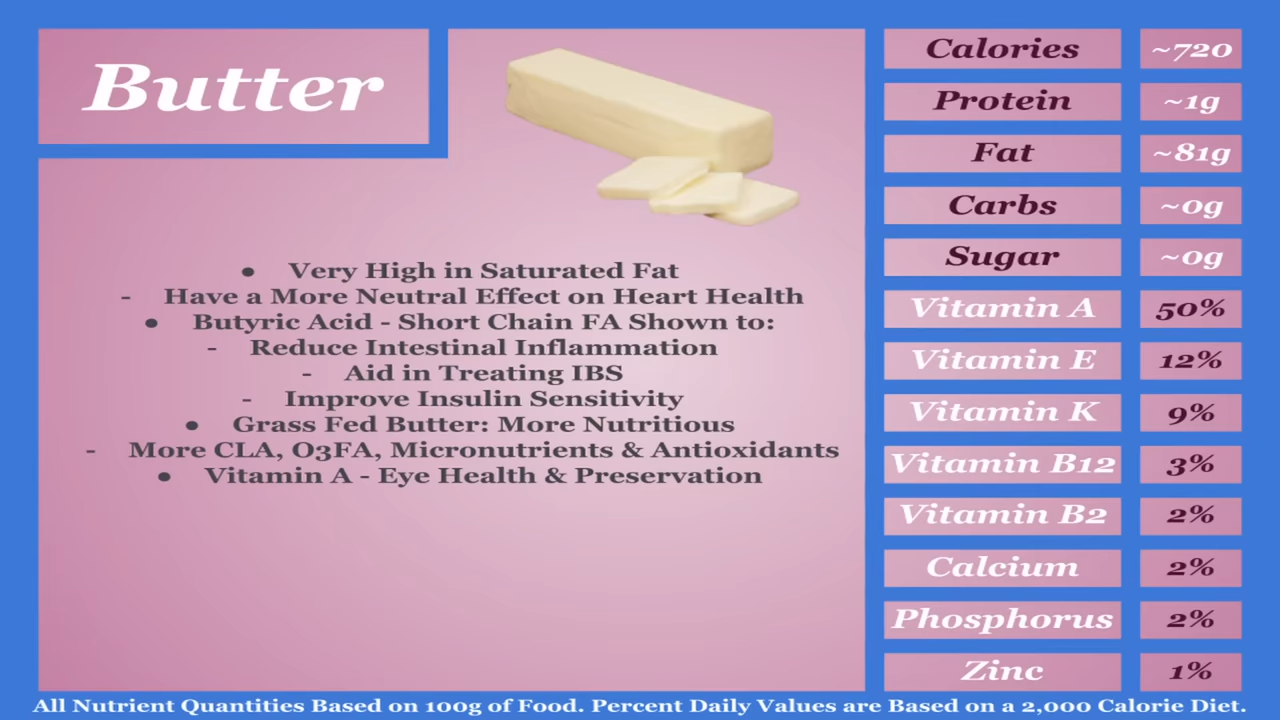 Butter
● Very High in Saturated Fat
- Have a More Neutral Effect on Heart Health
● Butyric Acid - Short Chain FA Shown to:
- Reduce Intestinal Inflammation
- Aid in Treating IBS
- Improve Insulin Sensitivity
● Grass Fed Butter: More Nutritious
- More CLA, O3FA, Micronutrients & Antioxidants
● Vitamin A - Eye Health & Preservation
Calories ~720
Protein ~1g
Fat ~81g
Carbs ~0g
Sugar ~0g
Vitamin A 50%
Vitamin E 12%
Vitamin K 9%
Vitamin B12 3%
Vitamin B2 2%
Calcium 2%
Phosphorus 2%
Zinc 1%
All Nutrient Quantities Based on 100g of Food. Percent Daily Values are Based on a 2,000 Calorie Diet.